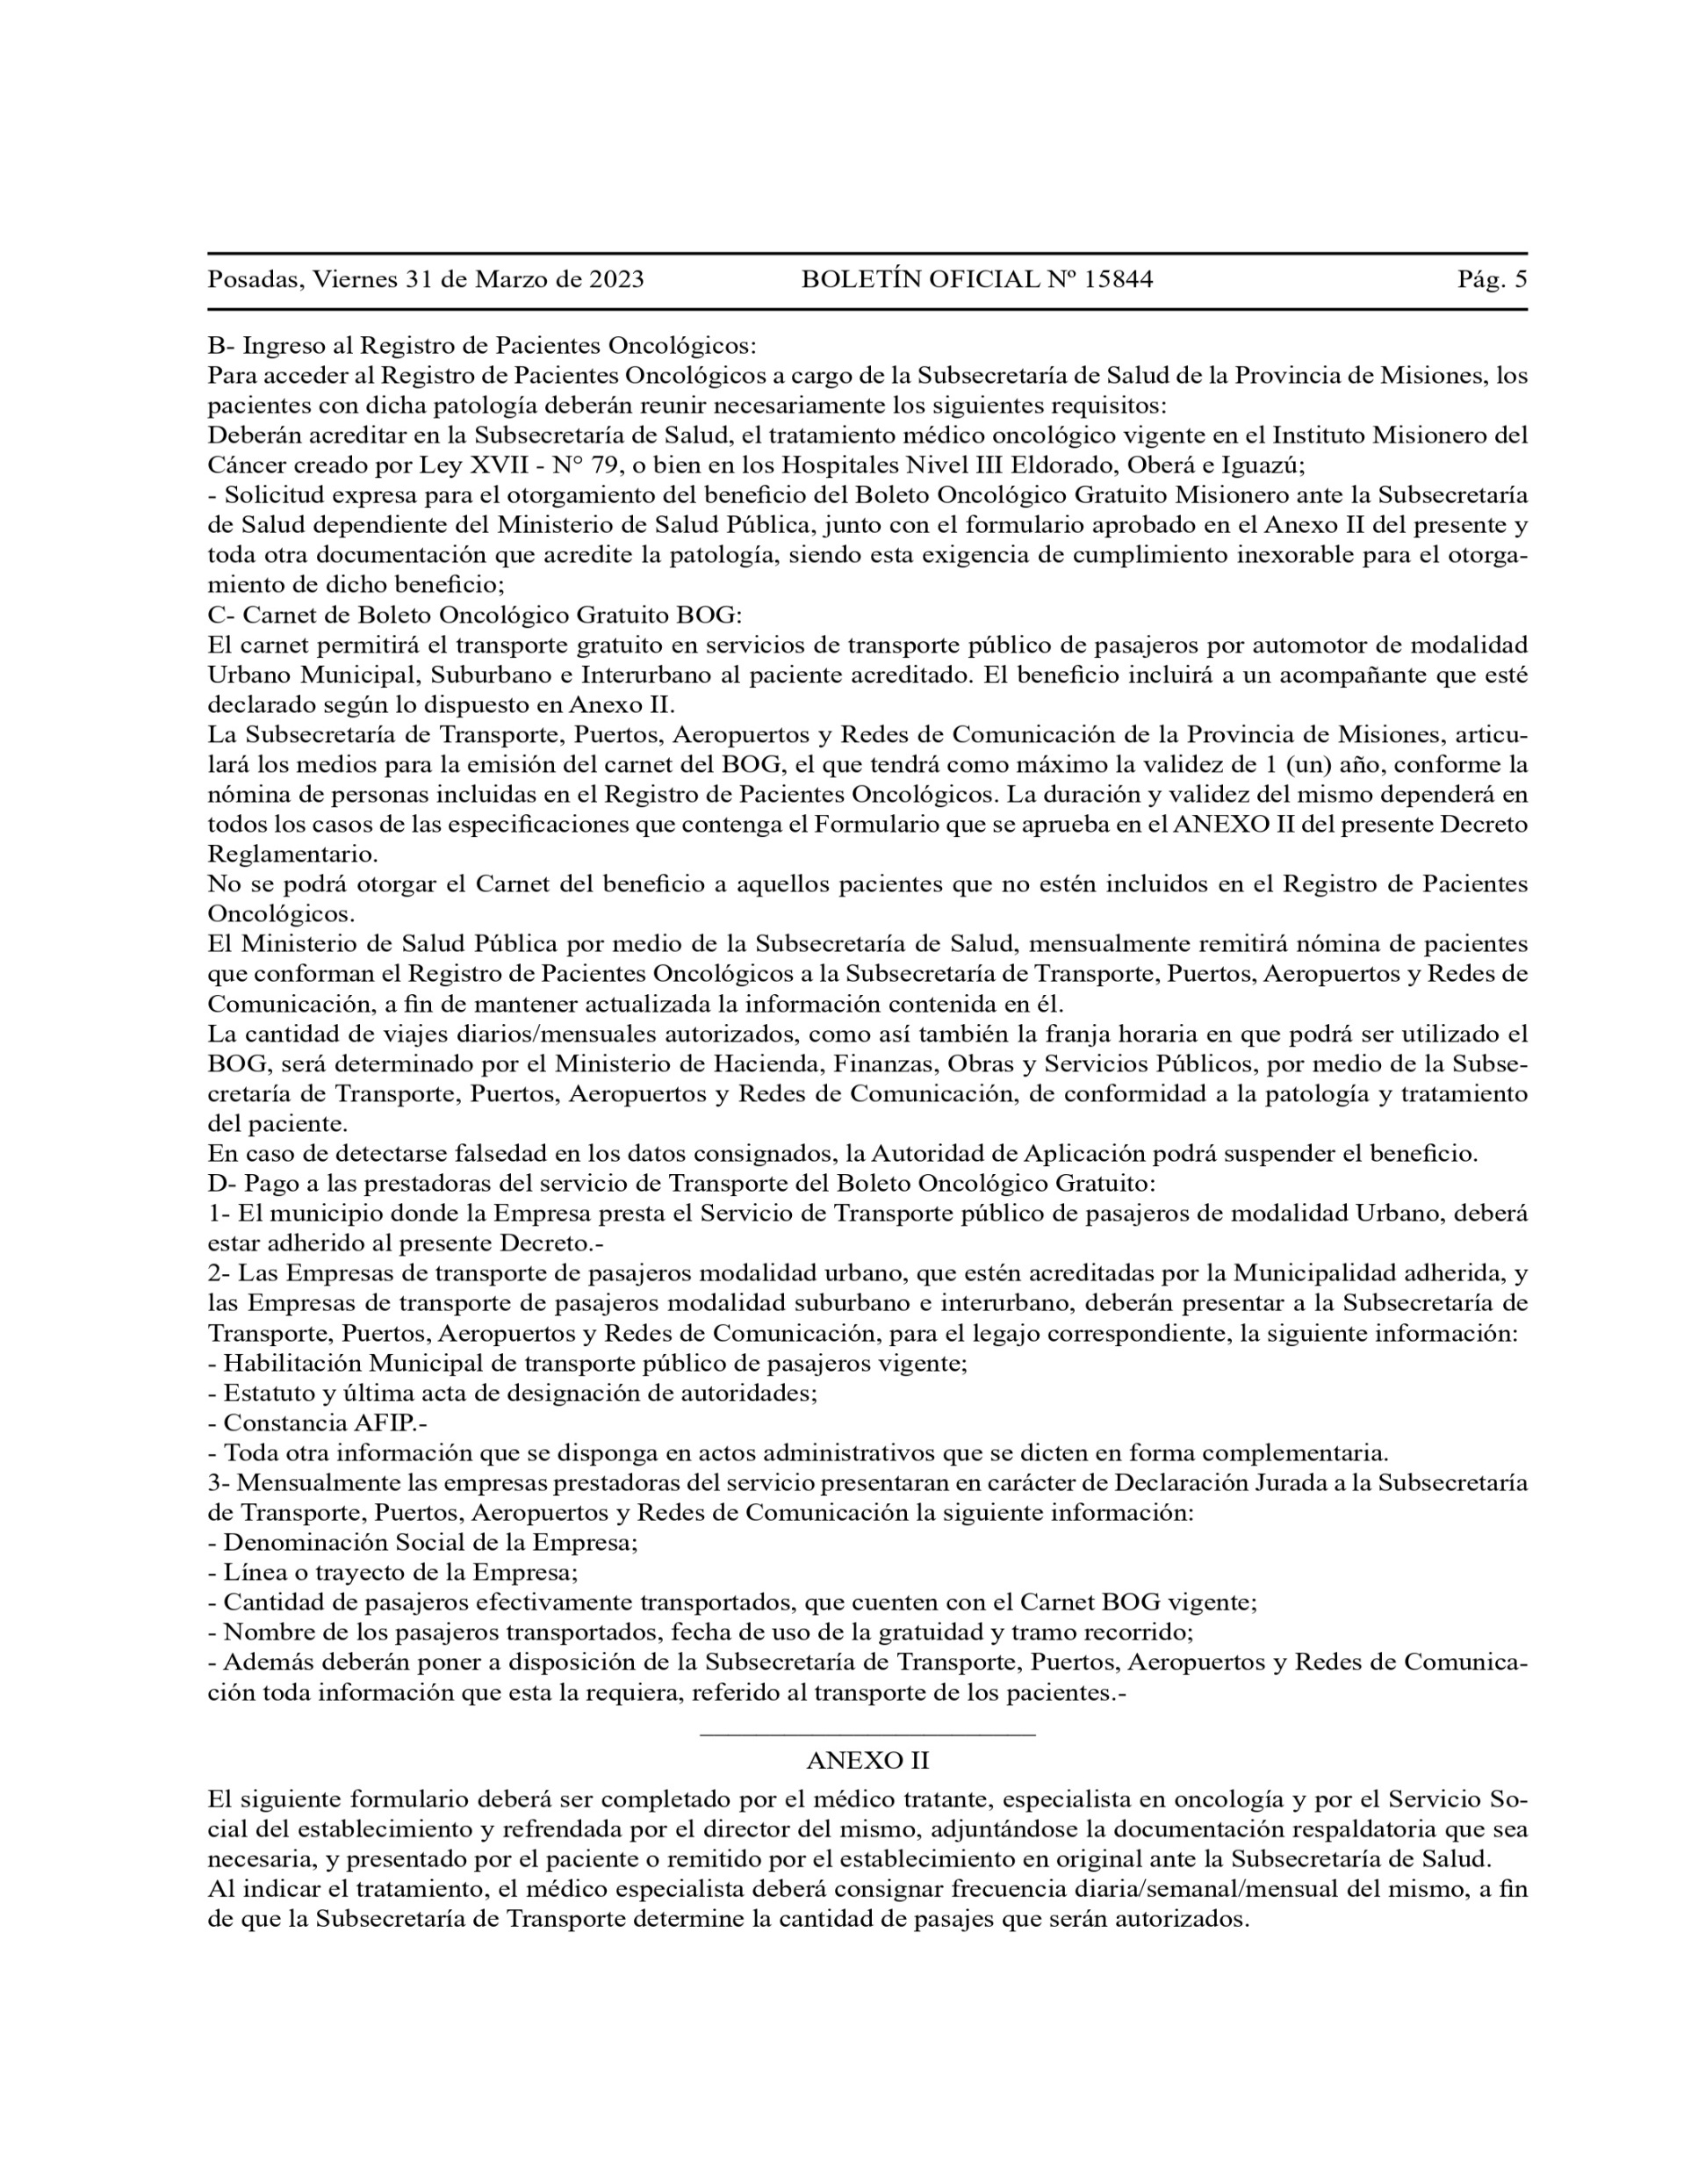 Posadas, Viernes 31 de Marzo de 2023 BOLETÍN OFICIAL Nº 15844 Pág. 5
B- Ingreso al Registro de Pacientes Oncológicos:
Para acceder al Registro de Pacientes Oncológicos a cargo de la Subsecretaría de Salud de la Provincia de Misiones, los
pacientes con dicha patología deberán reunir necesariamente los siguientes requisitos:
Deberán acreditar en la Subsecretaría de Salud, el tratamiento médico oncológico vigente en el Instituto Misionero del
Cáncer creado por Ley XVII - N° 79, o bien en los Hospitales Nivel III Eldorado, Oberá e Iguazú;
- Solicitud expresa para el otorgamiento del beneficio del Boleto Oncológico Gratuito Misionero ante la Subsecretaría
de Salud dependiente del Ministerio de Salud Pública, junto con el formulario aprobado en el Anexo II del presente y
toda otra documentación que acredite la patología, siendo esta exigencia de cumplimiento inexorable para el otorga-
miento de dicho beneficio;
C- Carnet de Boleto Oncológico Gratuito BOG:
El carnet permitirá el transporte gratuito en servicios de transporte público de pasajeros por automotor de modalidad
Urbano Municipal, Suburbano e Interurbano al paciente acreditado. El beneficio incluirá a un acompañante que esté
declarado según lo dispuesto en Anexo II.
La Subsecretaría de Transporte, Puertos, Aeropuertos y Redes de Comunicación de la Provincia de Misiones, articu-
lará los medios para la emisión del carnet del BOG, el que tendrá como máximo la validez de 1 (un) año, conforme la
nómina de personas incluidas en el Registro de Pacientes Oncológicos. La duración y validez del mismo dependerá en
todos los casos de las especificaciones que contenga el Formulario que se aprueba en el ANEXO II del presente Decreto
Reglamentario.
No se podrá otorgar el Carnet del beneficio a aquellos pacientes que no estén incluidos en el Registro de Pacientes
Oncológicos.
El Ministerio de Salud Pública por medio de la Subsecretaría de Salud, mensualmente remitirá nómina de pacientes
que conforman el Registro de Pacientes Oncológicos a la Subsecretaría de Transporte, Puertos, Aeropuertos y Redes de
Comunicación, a fin de mantener actualizada la información contenida en él.
La cantidad de viajes diarios/mensuales autorizados, como así también la franja horaria en que podrá ser utilizado el
BOG, será determinado por el Ministerio de Hacienda, Finanzas, Obras y Servicios Públicos, por medio de la Subse-
cretaría de Transporte, Puertos, Aeropuertos y Redes de Comunicación, de conformidad a la patología y tratamiento
del paciente.
En caso de detectarse falsedad en los datos consignados, la Autoridad de Aplicación podrá suspender el beneficio.
D- Pago a las prestadoras del servicio de Transporte del Boleto Oncológico Gratuito:
1- El municipio donde la Empresa presta el Servicio de Transporte público de pasajeros de modalidad Urbano, deberá
estar adherido al presente Decreto.-
2- Las Empresas de transporte de pasajeros modalidad urbano, que estén acreditadas por la Municipalidad adherida, y
las Empresas de transporte de pasajeros modalidad suburbano e interurbano, deberán presentar a la Subsecretaría de
Transporte, Puertos, Aeropuertos y Redes de Comunicación, para el legajo correspondiente, la siguiente información:
- Habilitación Municipal de transporte público de pasajeros vigente;
- Estatuto y última acta de designación de autoridades;
- Constancia AFIP.-
- Toda otra información que se disponga en actos administrativos que se dicten en forma complementaria.
3- Mensualmente las empresas prestadoras del servicio presentaran en carácter de Declaración Jurada a la Subsecretaría
de Transporte, Puertos, Aeropuertos y Redes de Comunicación la siguiente información:
- Denominación Social de la Empresa;
- Línea o trayecto de la Empresa;
- Cantidad de pasajeros efectivamente transportados, que cuenten con el Carnet BOG vigente;
- Nombre de los pasajeros transportados, fecha de uso de la gratuidad y tramo recorrido;
- Además deberán poner a disposición de la Subsecretaría de Transporte, Puertos, Aeropuertos y Redes de Comunica-
ción toda información que esta la requiera, referido al transporte de los pacientes.-
ANEXO II
El siguiente formulario deberá ser completado por el médico tratante, especialista en oncología y por el Servicio So-
cial del establecimiento y refrendada por el director del mismo, adjuntándose la documentación respaldatoria que sea
necesaria, y presentado por el paciente o remitido por el establecimiento en original ante la Subsecretaría de Salud.
Al indicar el tratamiento, el médico especialista deberá consignar frecuencia diaria/semanal/mensual del mismo, a fin
de que la Subsecretaría de Transporte determine la cantidad de pasajes que serán autorizados.